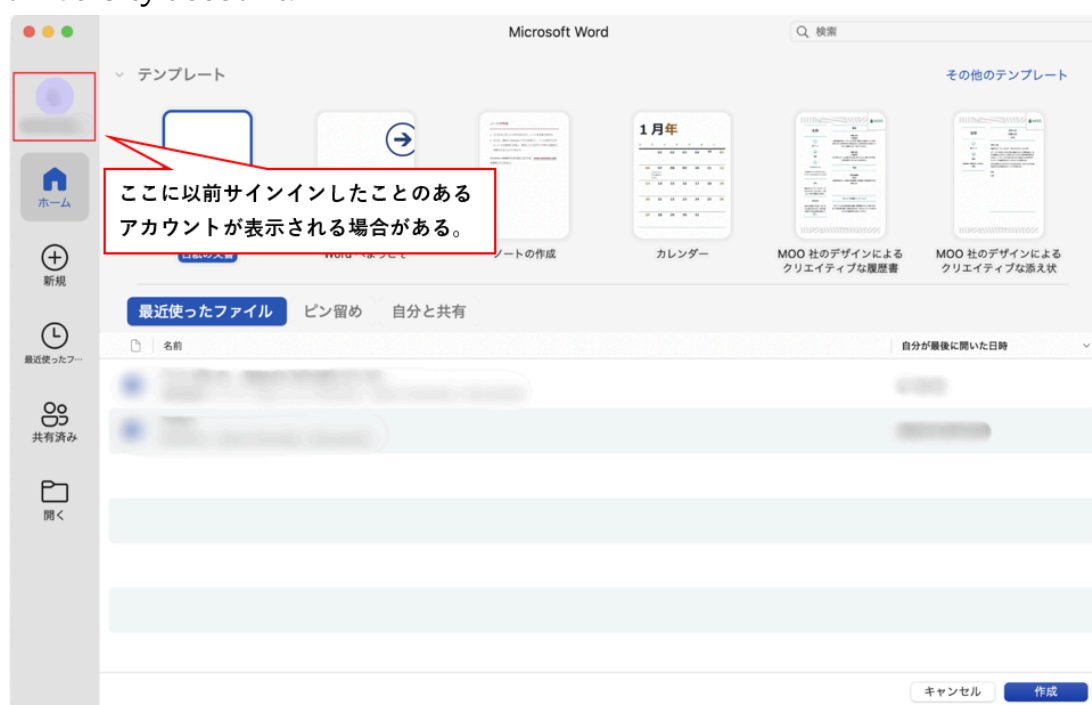 Microsoft Word
検索
テンプレート
その他のテンプレート
1月年
ここに以前サインインしたことのある
アカウントが表示される場合がある。
ホーム
ノートの作成
カレンダー
MOO 社のデザインによる
クリエイティブな履歴書
MOO 社のデザインによる
クリエイティブな添え状
新規
最近使ったファイル
ピン留め
自分と共有
名前
自分が最後に開いた日時
最近使ったフ…
共有済み
開く
キャンセル
作成